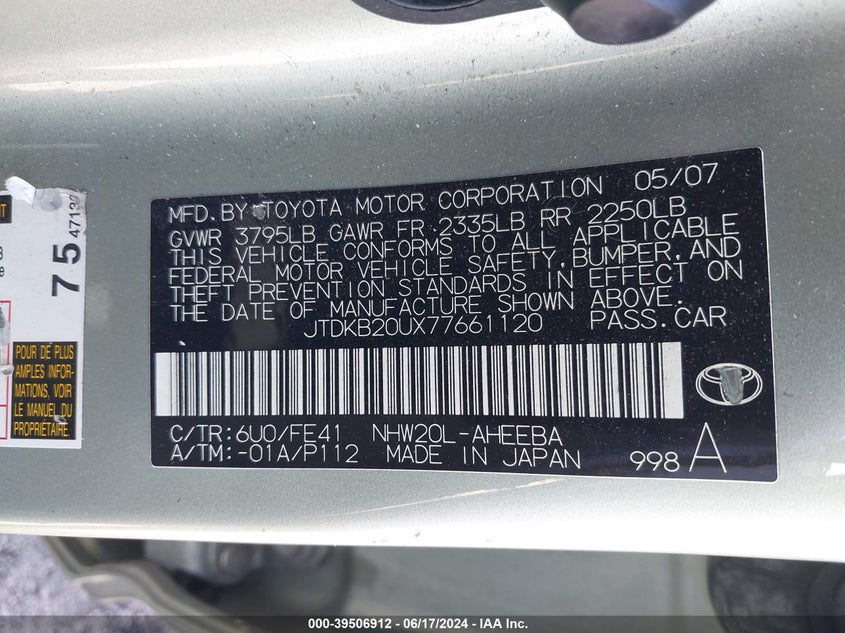 MFD. BY TOYOTA MOTOR CORPORATION 05/07
GVWR 3795LB GAWR FR 2335LB RR 2250LB
THIS VEHICLE CONFORMS TO ALL APPLICABLE
FEDERAL MOTOR VEHICLE SAFETY, BUMPER, AND
THEFT PREVENTION STANDARDS IN EFFECT ON
THE DATE OF MANUFACTURE SHOWN ABOVE.
JTDKB20UX77661120 PASS. CAR
C/TR: 6U0/FE41 NHW20L-AHEEBA
A/TM: -01A/P112 MADE IN JAPAN 998 A
75
POUR DE PLUS
AMPLES INFOR-
MATIONS, VOIR
LE MANUEL DU
PROPRIÉTAIRE.
000-39506912 - 06/17/2024 - IAA Inc.